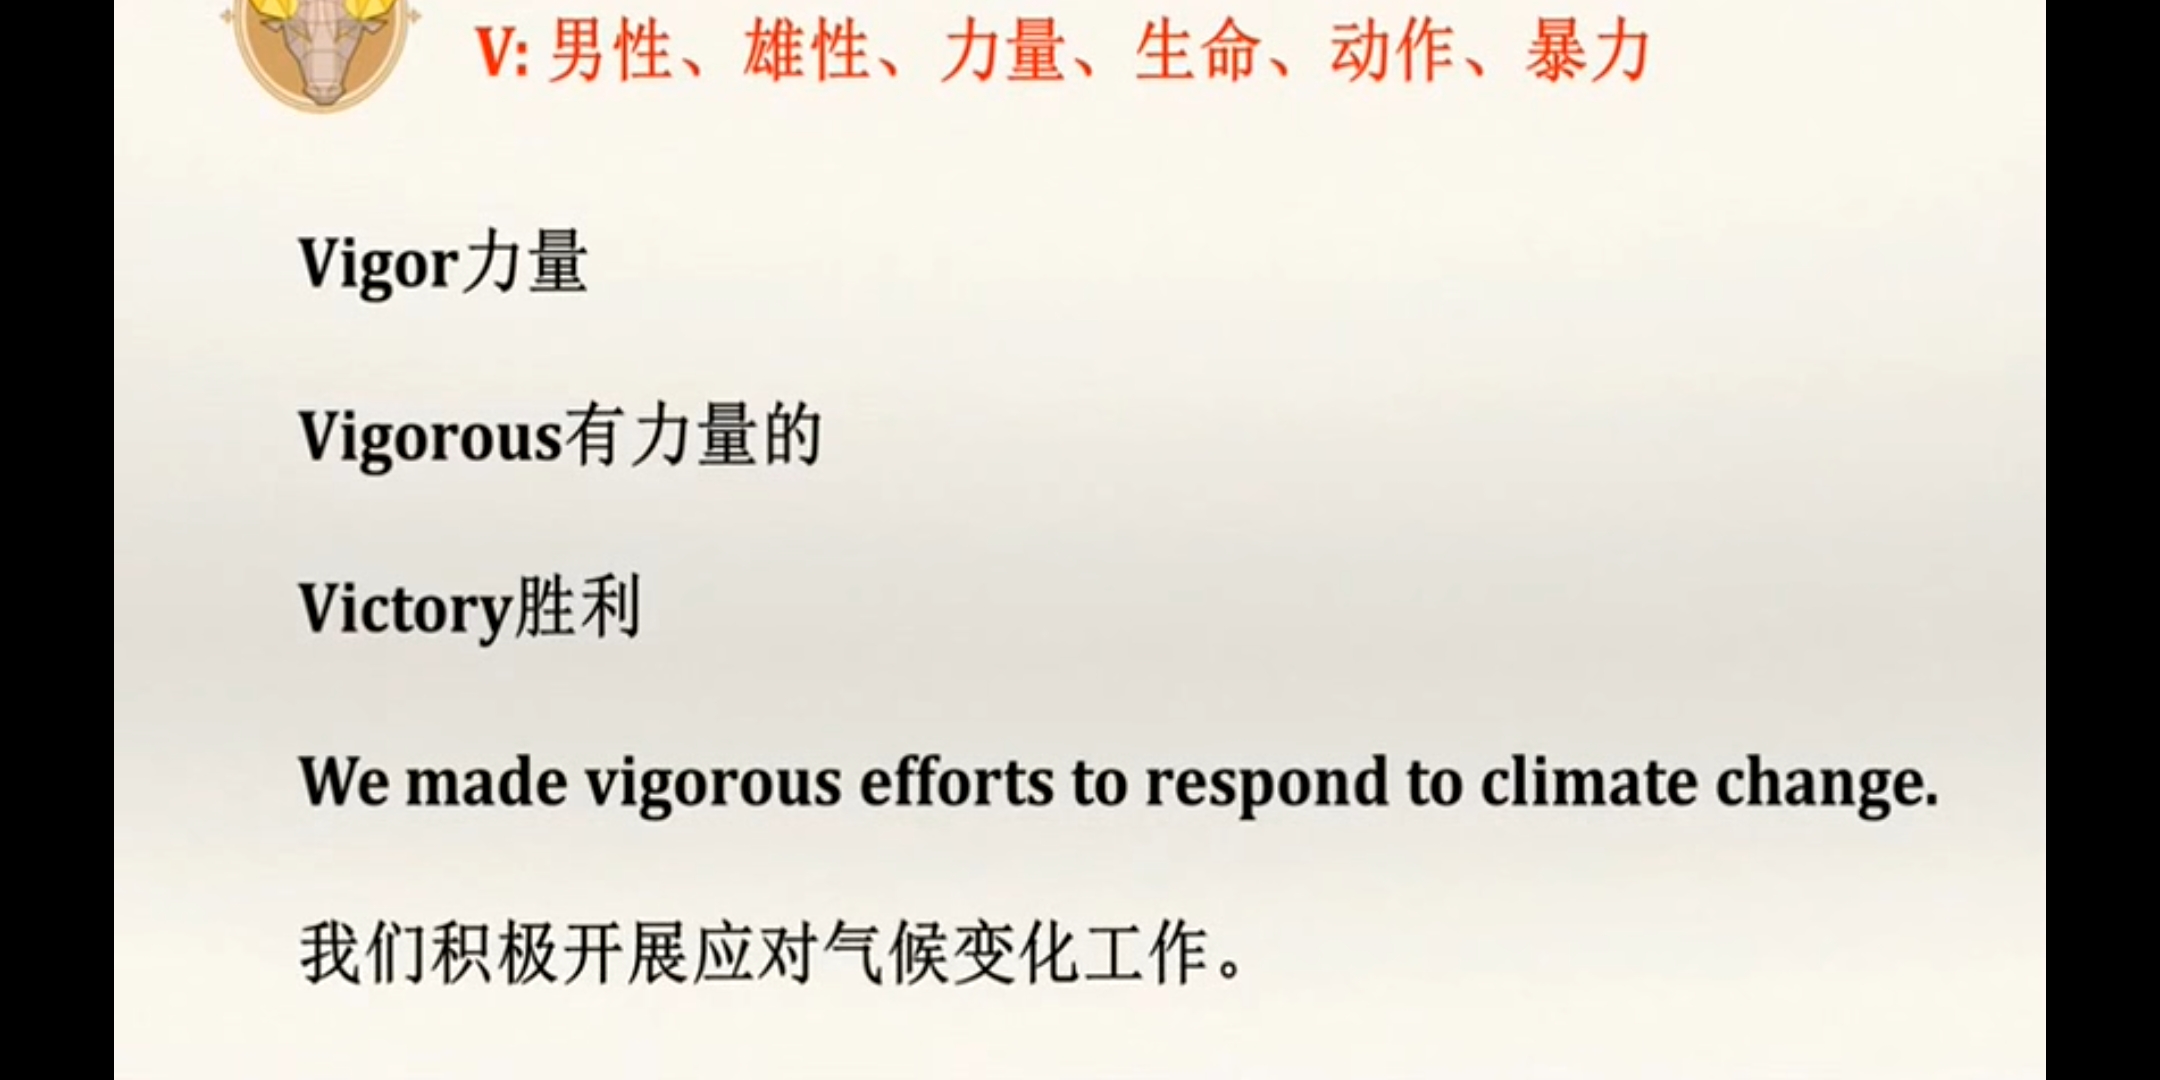 V: 男性、雄性、力量、生命、动作、暴力
Vigor力量
Vigorous有力量的
Victory胜利
We made vigorous efforts to respond to climate change.
我们积极开展应对气候变化工作。